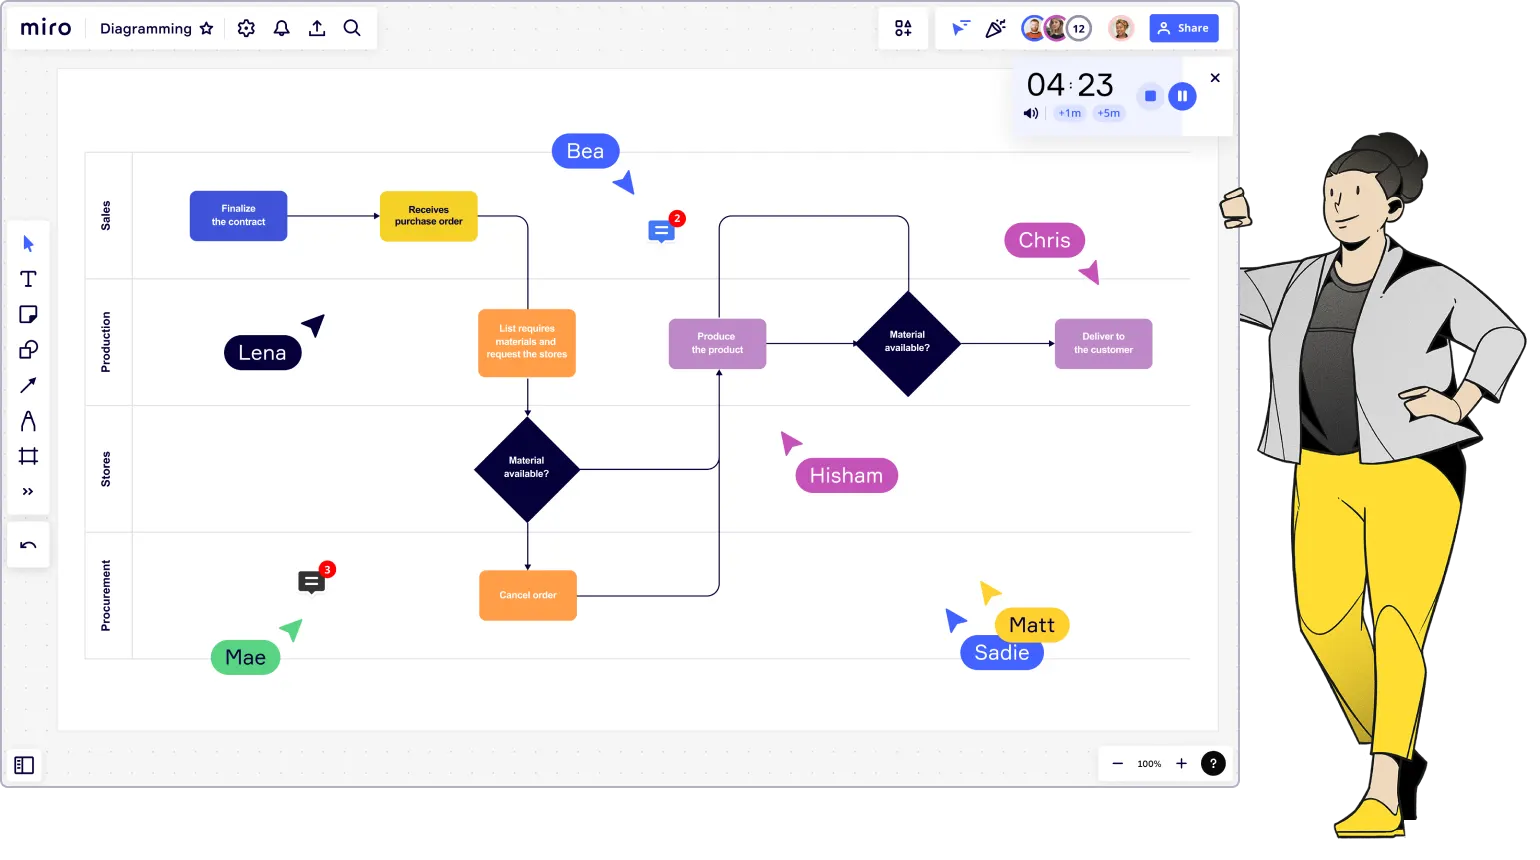 miro
Diagramming
12
Share
04:23
+1m
+5m
Bea
Sales
Finalize
the contract
Receives
purchase order
2
Chris
Production
Lena
List requires
materials and
request the stores
Produce
the product
Material
available?
Deliver to
the customer
Stores
Material
available?
Hisham
Procurement
3
Cancel order
Mae
Matt
Sadie
100%
?